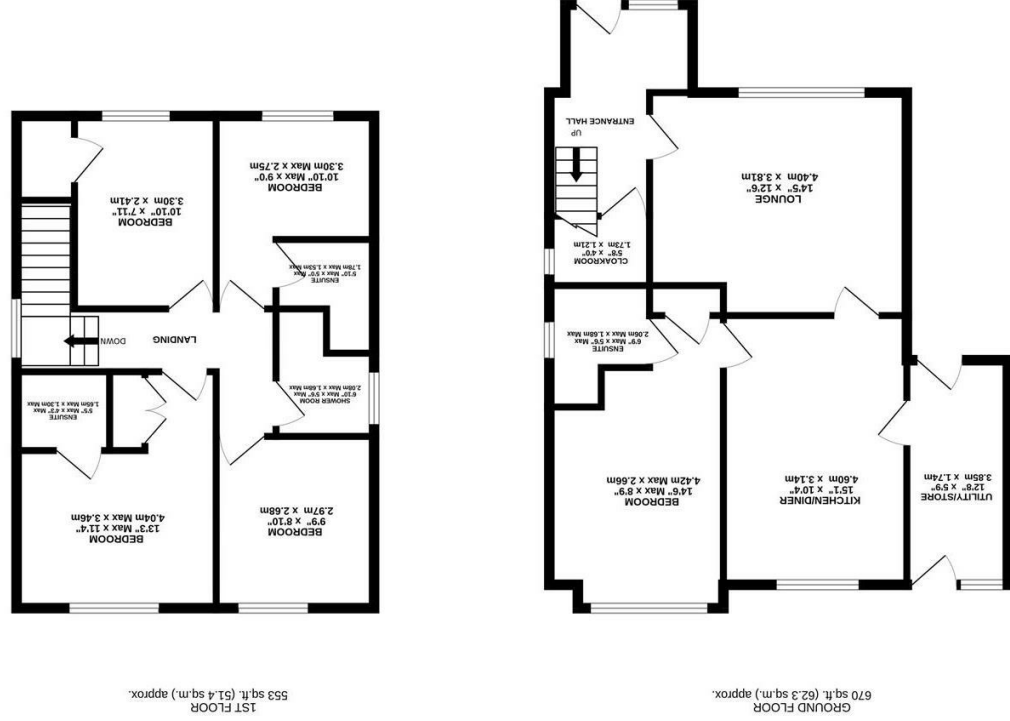 GROUND FLOOR
670 sq.ft. (62.3 sq.m.) approx.
UTILITY/STORE
12'8" x 5'9"
3.85m x 1.74m
KITCHEN/DINER
15'1" x 10'4"
4.60m x 3.14m
BEDROOM
14'6" Max x 8'9"
4.42m Max x 2.66m
ENSUITE
6'9" Max x 5'6" Max
2.06m x Max x 1.68m Max
LOUNGE
14'5" x 12'6"
4.40m x 3.81m
CLOAKROOM
5'8" x 4'0"
1.73m x 1.21m
UP
ENTRANCE HALL
1ST FLOOR
553 sq.ft. (51.4 sq.m.) approx.
BEDROOM
9'9" x 8'10"
2.97m x 2.68m
BEDROOM
13'3" Max x 11'4"
4.04m Max x 3.46m
SHOWER ROOM
6'10" Max x 5'6" Max
2.08m Max x 1.68m Max
ENSUITE
5'5" Max x 4'3" Max
1.65m Max x 1.30m Max
LANDING
DOWN
ENSUITE
5'10" Max x 5'0" Max
1.78m Max x 1.53m Max
BEDROOM
10'10" Max x 9'0"
3.30m Max x 2.75m
BEDROOM
10'10" x 7'11"
3.30m x 2.41m